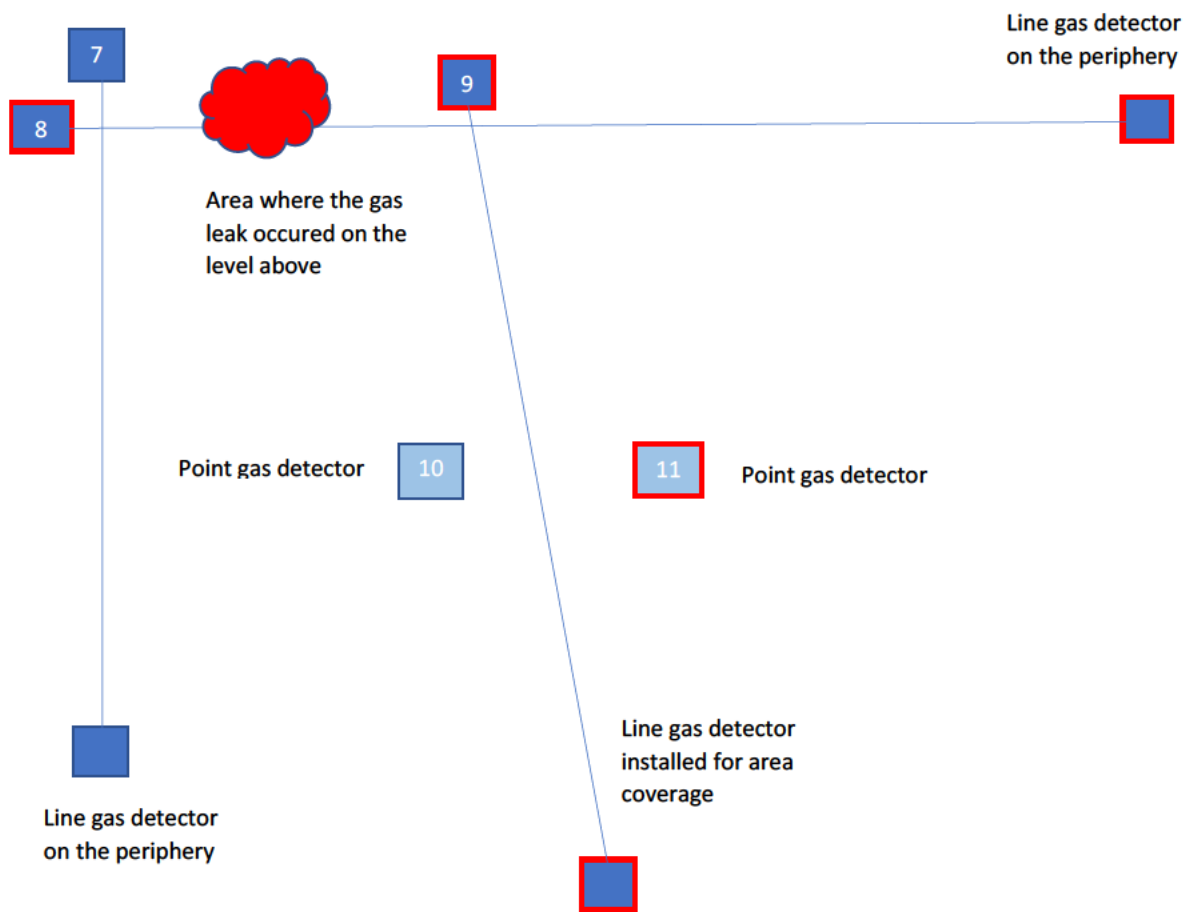 Line gas detector
on the periphery
7
9
8
Area where the gas
leak occured on the
level above
Point gas detector
10
11
Point gas detector
Line gas detector
installed for area
coverage
Line gas detector
on the periphery